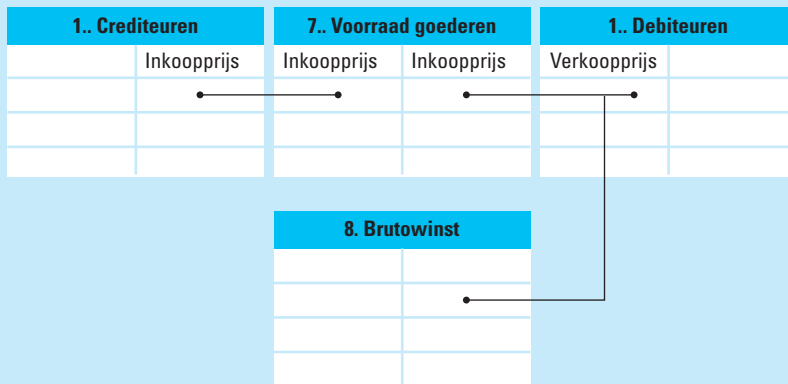 1.. Crediteuren 7.. Voorraad goederen 1.. Debiteuren
Inkoopprijs Inkoopprijs Inkoopprijs Verkoopprijs
8. Brutowinst